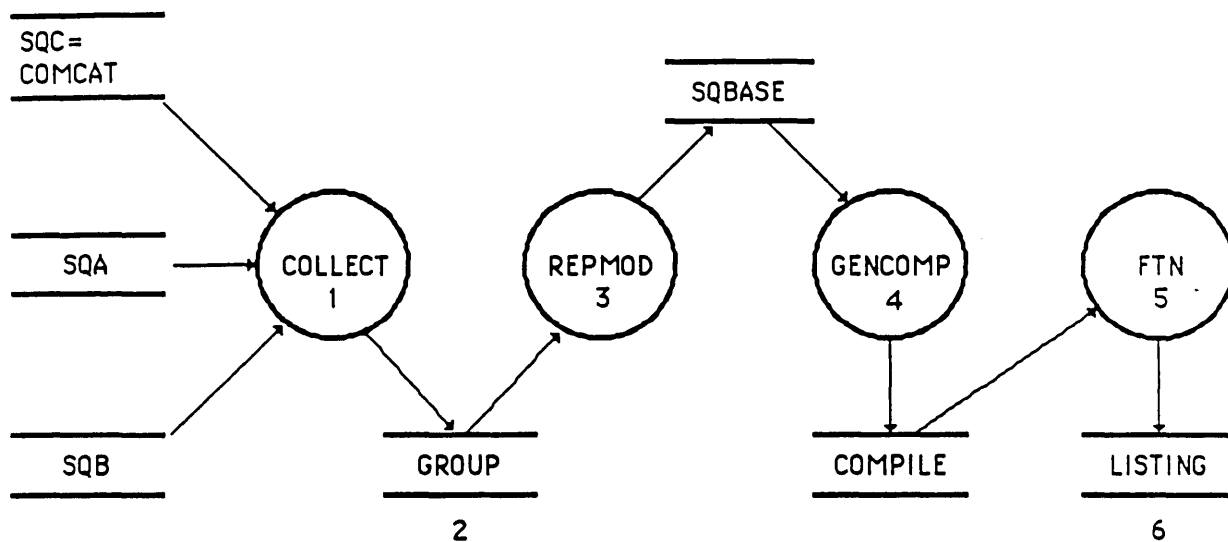 SQC=
COMCAT
SQBASE
SQA
COLLECT
1
REPMOD
3
GENCOMP
4
FTN
5
SQB
GROUP
COMPILE
LISTING
2
6